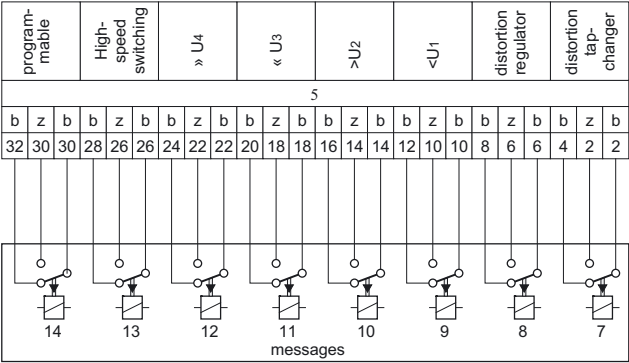 program-
mable
High-
speed
switching
» U4
« U3
>U2
<U1
distortion
regulator
distortion
tap-
changer
5
b z b b z b b z b b z b b z b b z b b z b b z b
32 30 30 28 26 26 24 22 22 20 18 18 16 14 14 12 10 10 8 6 6 4 2 2
14 13 12 11 10 9 8 7
messages